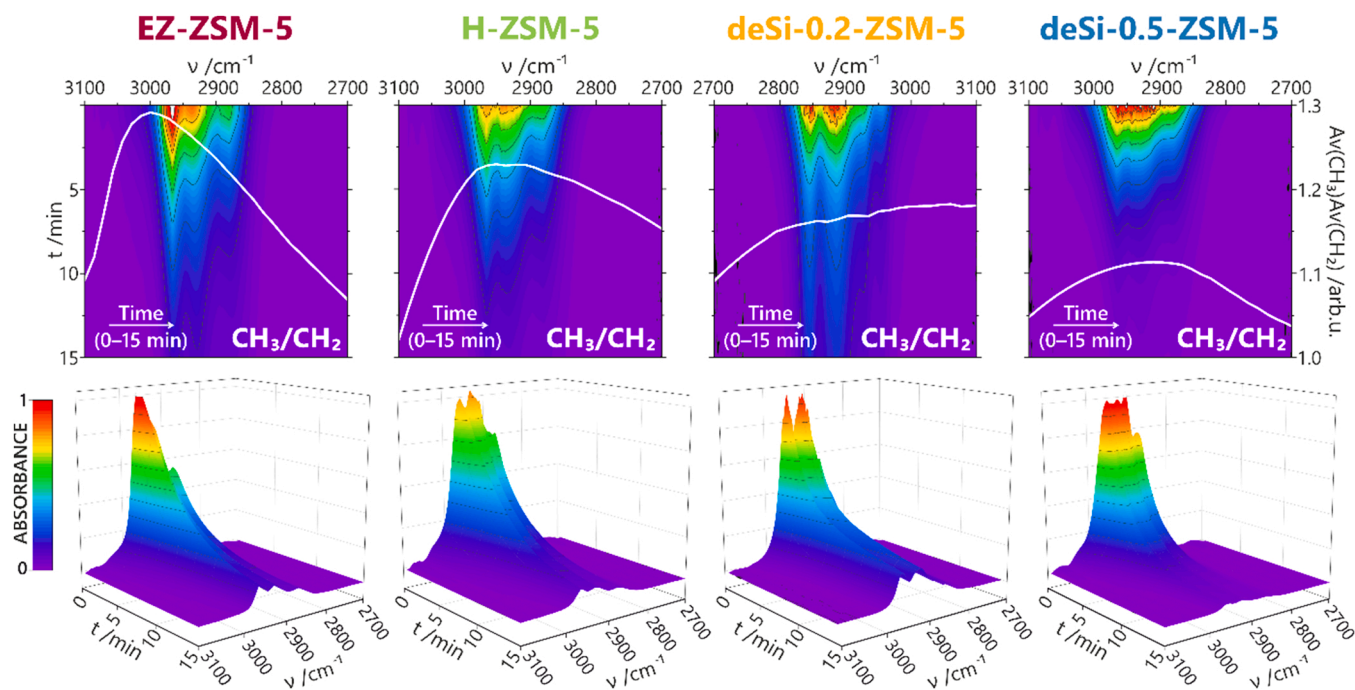 EZ-ZSM-5 H-ZSM-5 deSi-0.2-ZSM-5 deSi-0.5-ZSM-5
ν /cm⁻¹ ν /cm⁻¹ ν /cm⁻¹ ν /cm⁻¹
3100 3000 2900 2800 2700 3100 3000 2900 2800 2700 2700 2800 2900 3000 3100 3100 3000 2900 2800 2700
1.3
5 1.2
t /min
10 1.1
15 1.0
Av(CH₃)Av(CH₂) /arb.u.
Time Time Time Time
(0–15 min) (0–15 min) (0–15 min) (0–15 min)
CH₃/CH₂ CH₃/CH₂ CH₃/CH₂ CH₃/CH₂
1
ABSORBANCE
0
0 5 10 15 0 5 10 15 0 5 10 15 0 5 10 15
t /min t /min t /min t /min
3100 3000 2900 2800 2700 3100 3000 2900 2800 2700 3100 3000 2900 2800 2700 3100 3000 2900 2800 2700
ν /cm⁻⁷ ν /cm⁻⁷ ν /cm⁻⁷ ν /cm⁻⁷